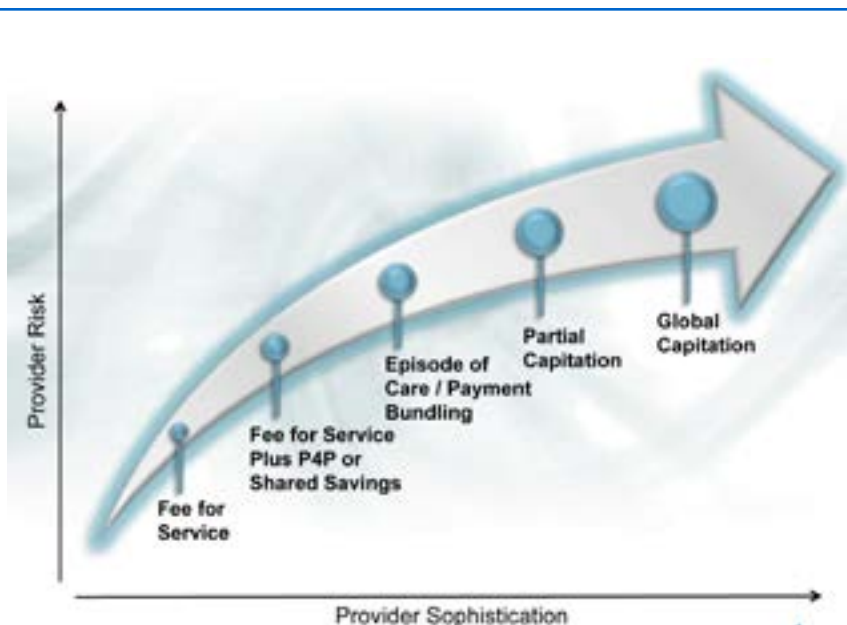 Provider Risk
Global
Capitation
Partial
Capitation
Episode of
Care / Payment
Bundling
Fee for Service
Plus P4P or
Shared Savings
Fee for
Service
Provider Sophistication